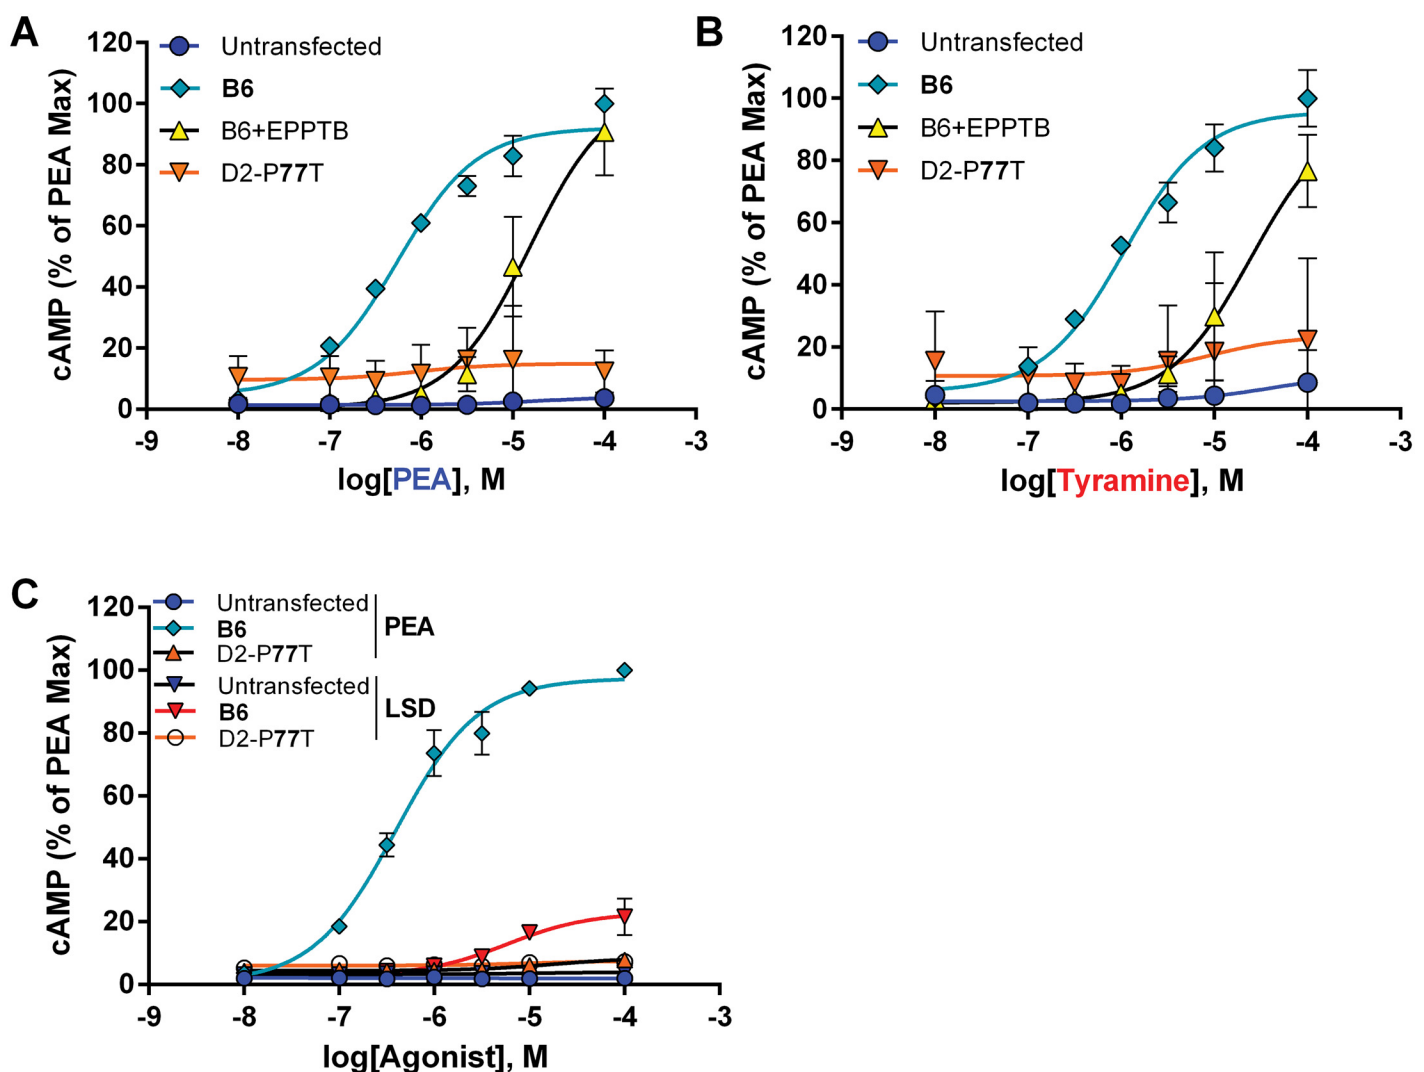 A
cAMP (% of PEA Max)
120
100
80
60
40
20
0
Untransfected
B6
B6+EPPTB
D2-P77T
-9 -8 -7 -6 -5 -4 -3
log[PEA], M
B
cAMP (% of PEA Max)
120
100
80
60
40
20
0
Untransfected
B6
B6+EPPTB
D2-P77T
-9 -8 -7 -6 -5 -4 -3
log[Tyramine], M
C
cAMP (% of PEA Max)
120
100
80
60
40
20
0
Untransfected
B6
D2-P77T
PEA
Untransfected
B6
D2-P77T
LSD
-9 -8 -7 -6 -5 -4 -3
log[Agonist], M